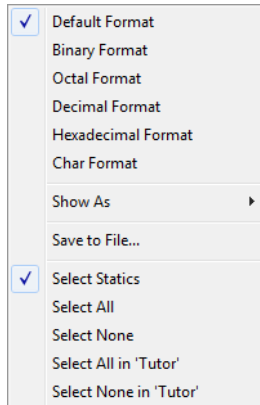 Default Format
Binary Format
Octal Format
Decimal Format
Hexadecimal Format
Char Format
Show As
Save to File...
Select Statics
Select All
Select None
Select All in 'Tutor'
Select None in 'Tutor'